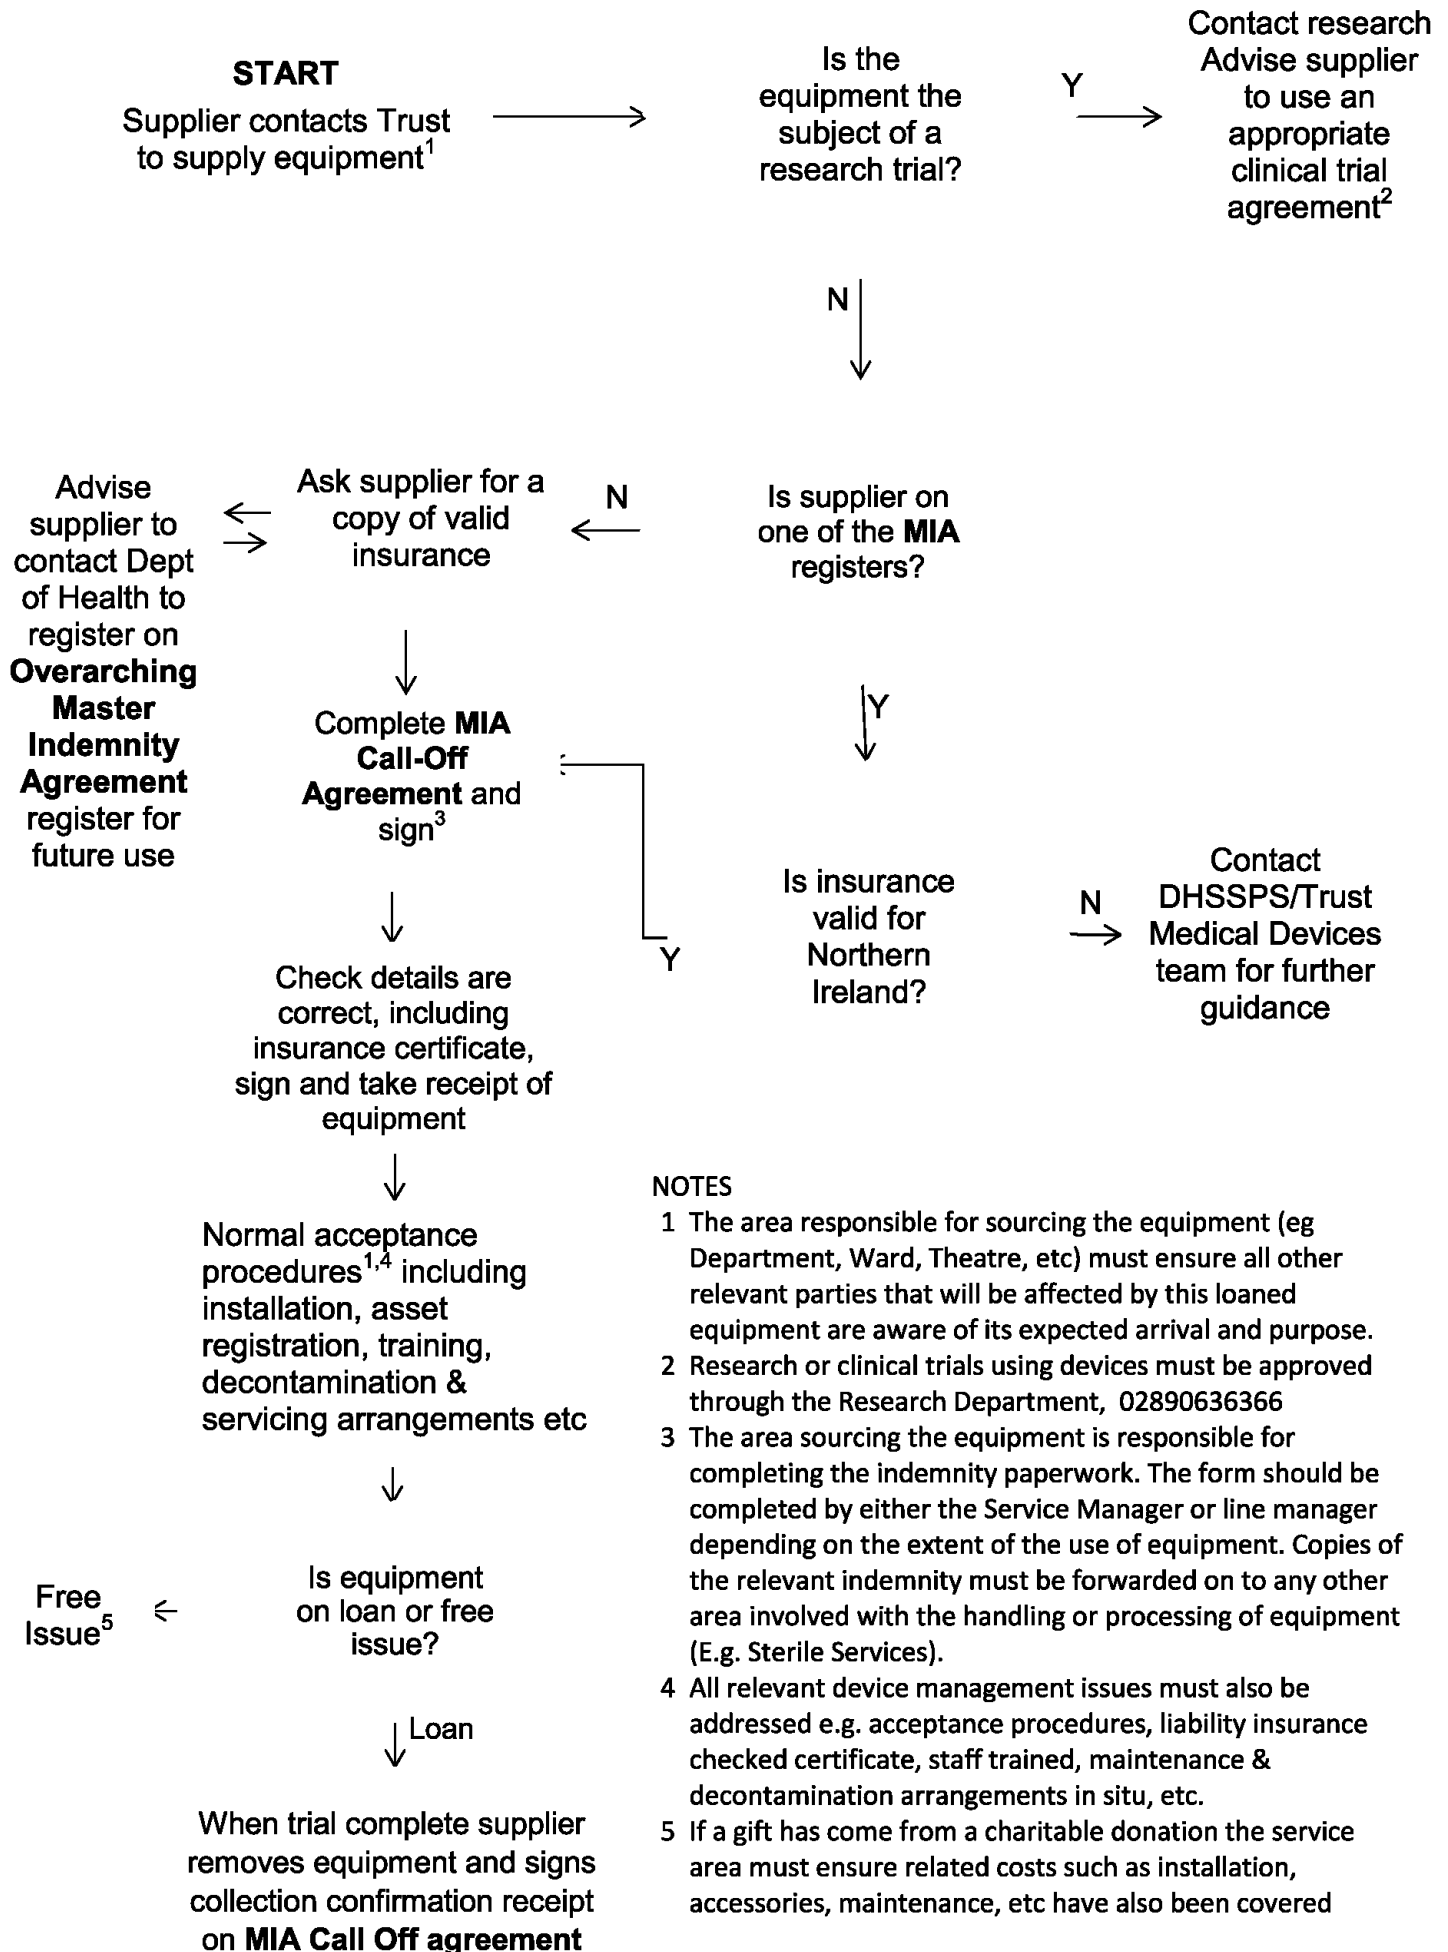 START
Supplier contacts Trust
to supply equipment1
Is the
equipment the
subject of a
research trial?
Y
Contact research
Advise supplier
to use an
appropriate
clinical trial
agreement2
N
Advise
supplier to
contact Dept
of Health to
register on
Overarching
Master
Indemnity
Agreement
register for
future use
Ask supplier for a
copy of valid
insurance
N
Is supplier on
one of the MIA
registers?
Y
Complete MIA
Call-Off
Agreement and
sign3
Y
Is insurance
valid for
Northern
Ireland?
N
Contact
DHSSPS/Trust
Medical Devices
team for further
guidance
Check details are
correct, including
insurance certificate,
sign and take receipt of
equipment
Normal acceptance
procedures1,4 including
installation, asset
registration, training,
decontamination &
servicing arrangements etc
Is equipment
on loan or free
issue?
Free
Issue5
Loan
When trial complete supplier
removes equipment and signs
collection confirmation receipt
on MIA Call Off agreement
NOTES
1 The area responsible for sourcing the equipment (eg
Department, Ward, Theatre, etc) must ensure all other
relevant parties that will be affected by this loaned
equipment are aware of its expected arrival and purpose.
2 Research or clinical trials using devices must be approved
through the Research Department, 02890636366
3 The area sourcing the equipment is responsible for
completing the indemnity paperwork. The form should be
completed by either the Service Manager or line manager
depending on the extent of the use of equipment. Copies of
the relevant indemnity must be forwarded on to any other
area involved with the handling or processing of equipment
(E.g. Sterile Services).
4 All relevant device management issues must also be
addressed e.g. acceptance procedures, liability insurance
checked certificate, staff trained, maintenance &
decontamination arrangements in situ, etc.
5 If a gift has come from a charitable donation the service
area must ensure related costs such as installation,
accessories, maintenance, etc have also been covered